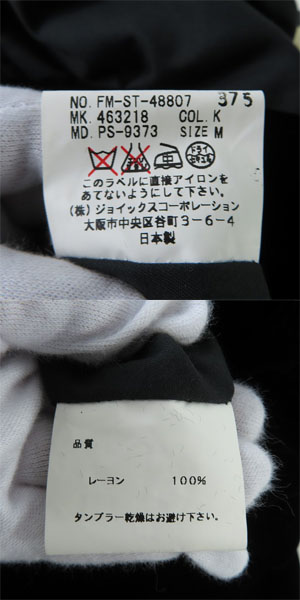 NO. FM-ST-48807 375
MK. 463218 COL. K
MD. PS-9373 SIZE M
ドライ
このラベルに直接アイロンを
あてないようにして下さい。
(株)ジョイックスコーポレーション
大阪市中央区谷町3-6-4
日本製
品質
レーヨン 100%
タンブラー乾燥はお避け下さい。